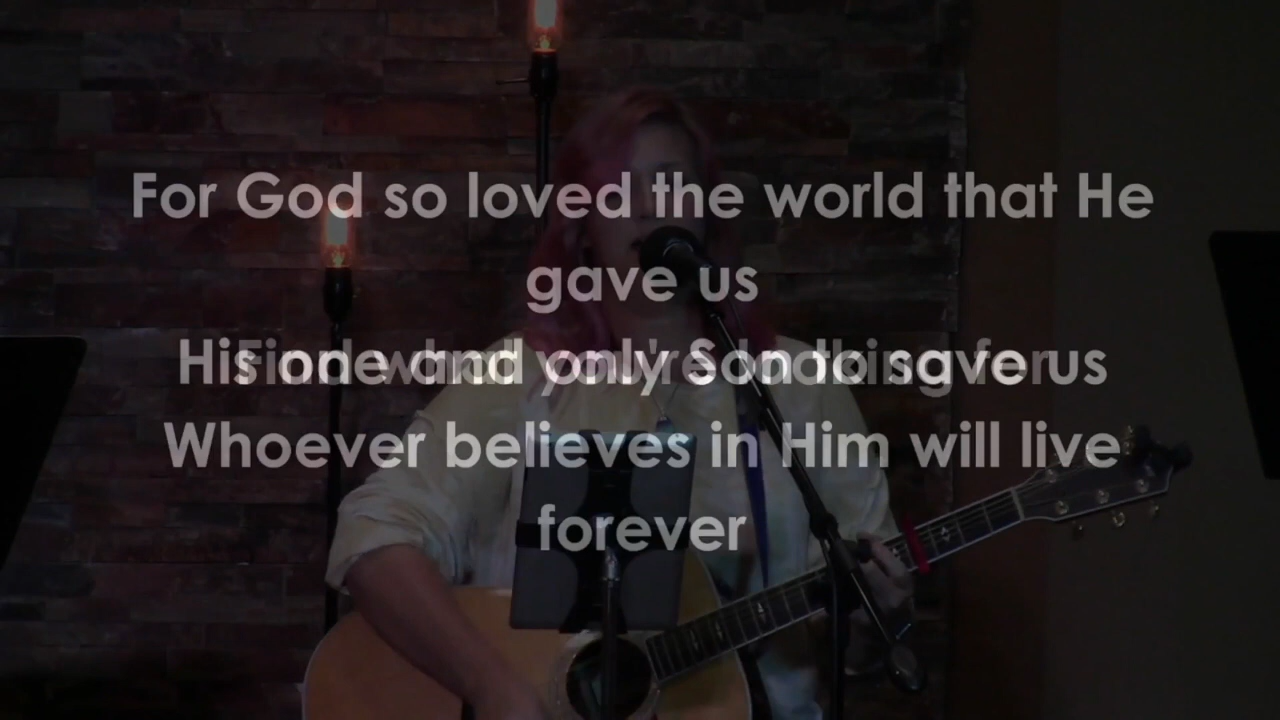 For God so loved the world that He
gave us
His one and only Son to save us
Whoever believes in Him will live
forever